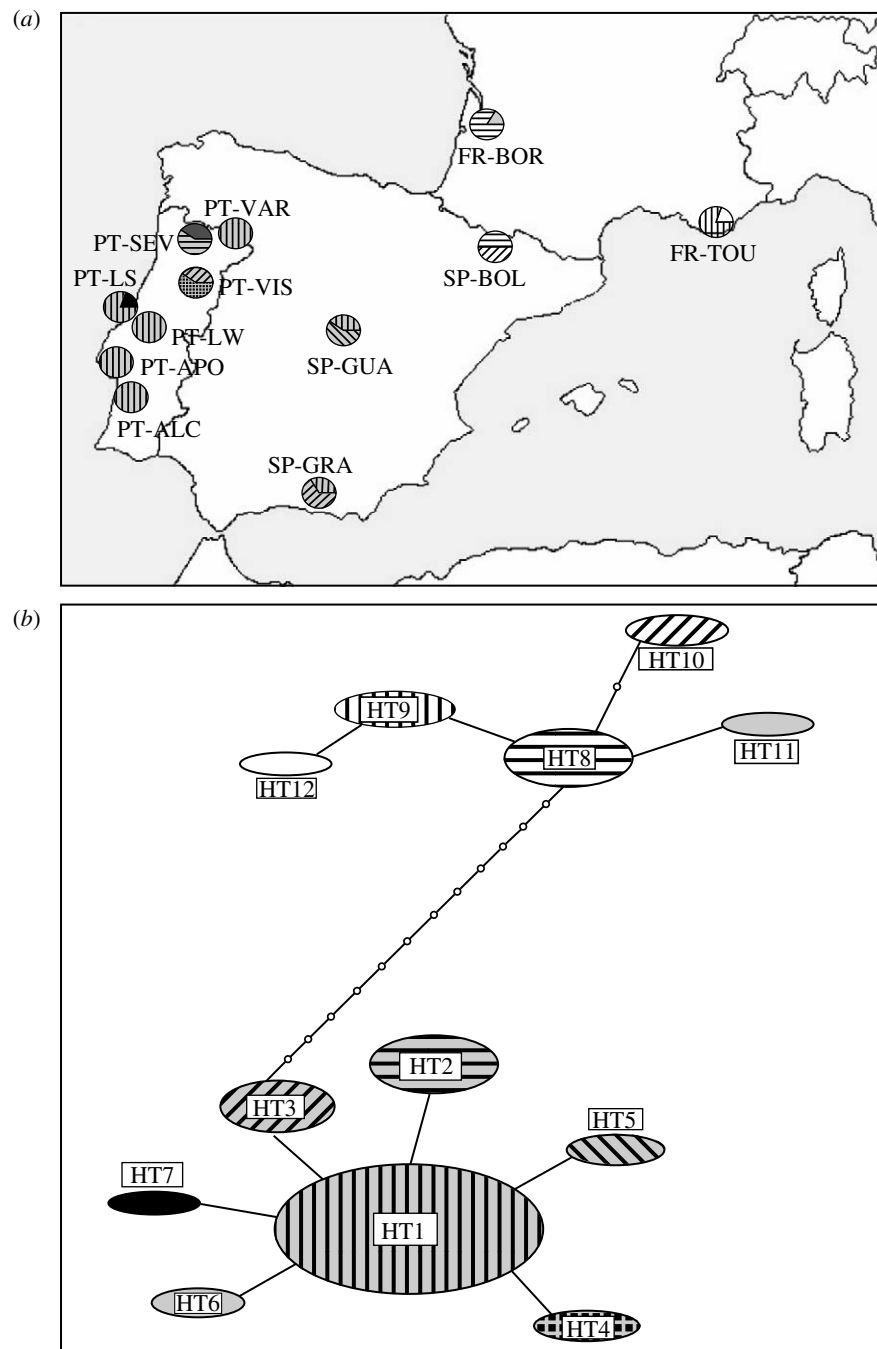 (a)
FR-BOR
PT-VAR
PT-SEV
FR-TOU
SP-BOL
PT-LS
PT-VIS
PT-LW
SP-GUA
PT-APO
PT-ALC
SP-GRA
(b)
HT10
HT9
HT11
HT8
HT12
HT2
HT3
HT5
HT7
HT1
HT6
HT4